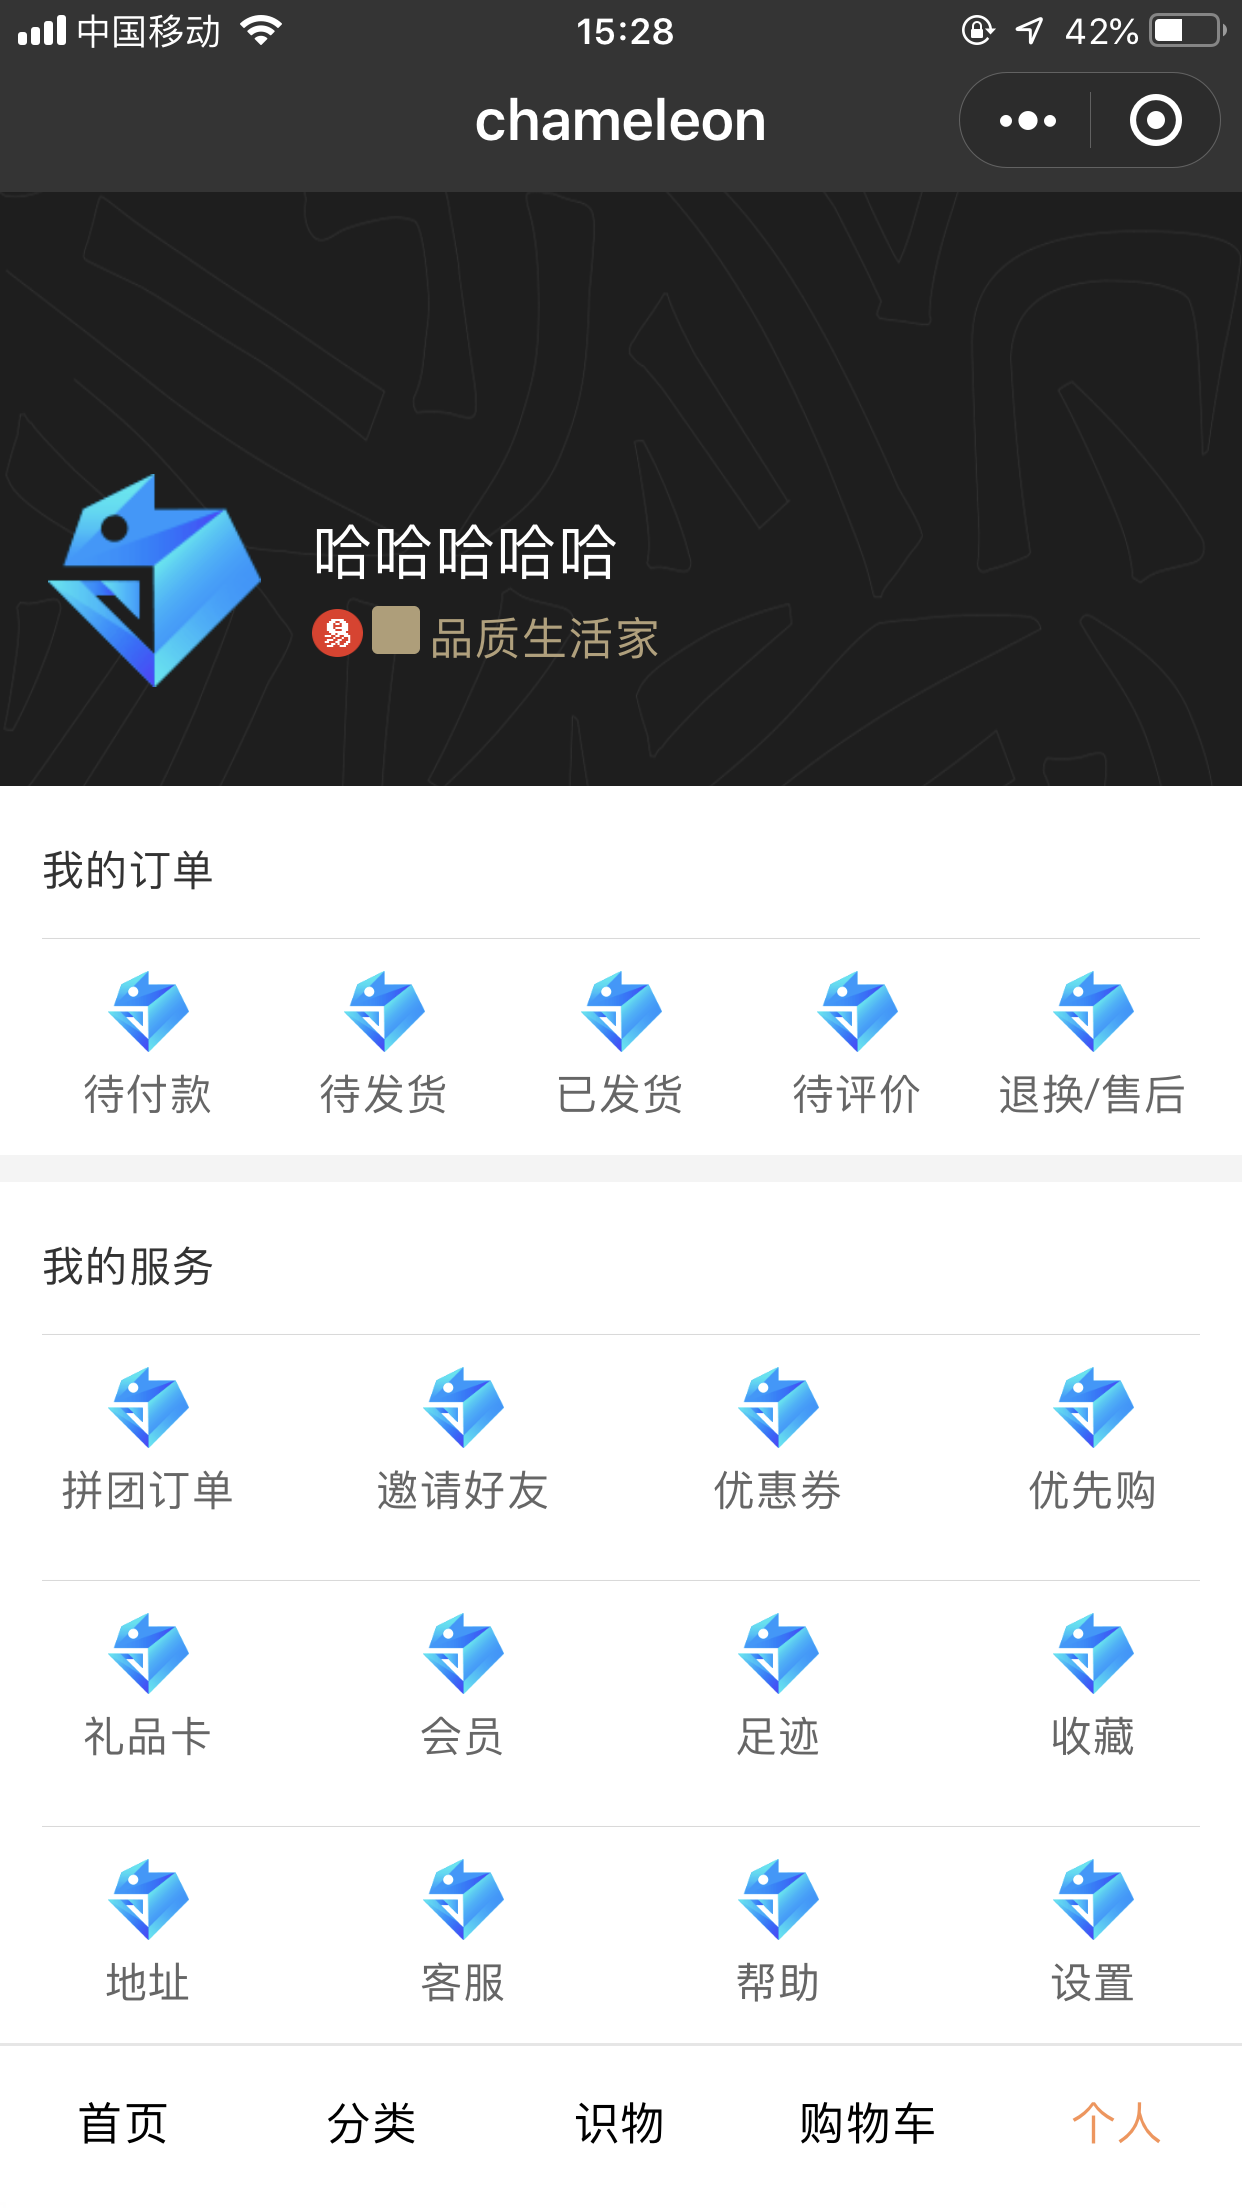 中国移动 15:28 42%
chameleon
哈哈哈哈哈
易 品质生活家
我的订单
待付款 待发货 已发货 待评价 退换/售后
我的服务
拼团订单 邀请好友 优惠券 优先购
礼品卡 会员 足迹 收藏
地址 客服 帮助 设置
首页 分类 识物 购物车 个人